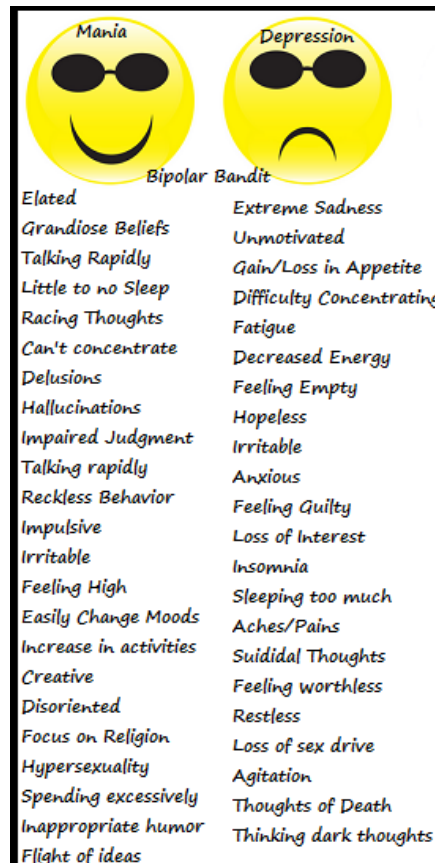 Mania
Depression
Bipolar Bandit
Elated
Grandiose Beliefs
Talking Rapidly
Little to no Sleep
Racing Thoughts
Can't concentrate
Delusions
Hallucinations
Impaired Judgment
Talking rapidly
Reckless Behavior
Impulsive
Irritable
Feeling High
Easily Change Moods
Increase in activities
Creative
Disoriented
Focus on Religion
Hypersexuality
Spending excessively
Inappropriate humor
Flight of ideas
Extreme Sadness
Unmotivated
Gain/Loss in Appetite
Difficulty Concentrating
Fatigue
Decreased Energy
Feeling Empty
Hopeless
Irritable
Anxious
Feeling Guilty
Loss of Interest
Insomnia
Sleeping too much
Aches/Pains
Suididal Thoughts
Feeling worthless
Restless
Loss of sex drive
Agitation
Thoughts of Death
Thinking dark thoughts